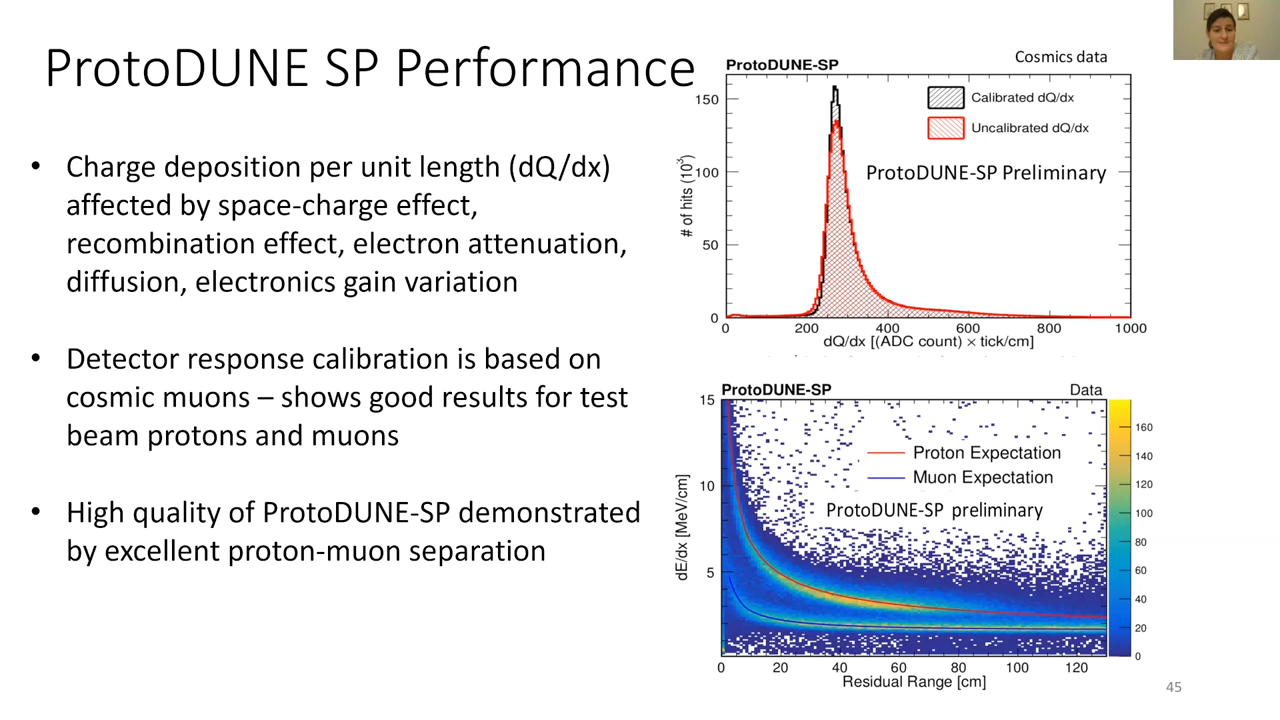 ProtoDUNE SP Performance
• Charge deposition per unit length (dQ/dx)
affected by space-charge effect,
recombination effect, electron attenuation,
diffusion, electronics gain variation
• Detector response calibration is based on
cosmic muons – shows good results for test
beam protons and muons
• High quality of ProtoDUNE-SP demonstrated
by excellent proton-muon separation
ProtoDUNE-SP
Cosmics data
Calibrated dQ/dx
Uncalibrated dQ/dx
ProtoDUNE-SP Preliminary
# of hits (10³)
150
100
50
0
0 200 400 600 800 1000
dQ/dx [(ADC count) × tick/cm]
ProtoDUNE-SP
Data
Proton Expectation
Muon Expectation
ProtoDUNE-SP preliminary
dE/dx [MeV/cm]
15
10
5
0 20 40 60 80 100 120
Residual Range [cm]
160
140
120
100
80
60
40
20
0
45